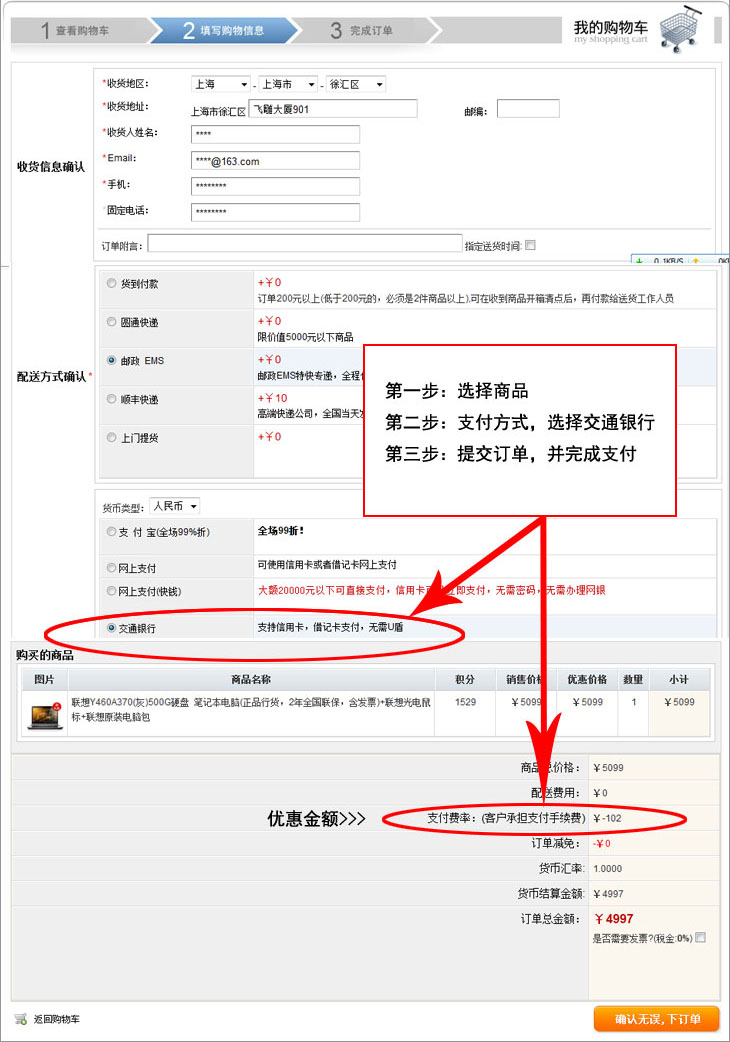 1 查看购物车
2 填写购物信息
3 完成订单
我的购物车
my shopping cart
收货信息确认
*收货地区： 上海 - 上海市 - 徐汇区
*收货地址： 上海市徐汇区 飞雕大厦901 邮编：
*收货人姓名： ****
*Email： ****@163.com
*手机： ********
*固定电话： ********
订单附言： 指定送货时间：
0.1KB/S 0K
配送方式确认*
货到付款 +￥0
订单200元以上(低于200元的，必须是2件商品以上),可在收到商品开箱清点后，再付款给送货工作人员
圆通快递 +￥0
限价值5000元以下商品
邮政 EMS +￥0
邮政EMS特快专递，全程
顺丰快递 +￥10
高端快递公司，全国当天
上门提货 +￥0
第一步：选择商品
第二步：支付方式，选择交通银行
第三步：提交订单，并完成支付
货币类型： 人民币
支 付 宝(全场99%折) 全场99折！
网上支付 可使用信用卡或者借记卡网上支付
网上支付(快钱) 大额20000元以下可直接支付，信用卡 立即支付，无需密码，无需办理网银
交通银行 支持信用卡，借记卡支付，无需U盾
购买的商品
图片 商品名称 积分 销售价格 优惠价格 数量 小计
联想Y460A370(灰)500G硬盘 笔记本电脑(正品行货，2年全国联保，含发票)+联想光电鼠 1529 ￥5099 ￥5099 1 ￥5099
标+联想原装电脑包
商品总价格： ￥5099
配送费用： ￥0
优惠金额>>> 支付费率：(客户承担支付手续费) ￥-102
订单减免： -￥0
货币汇率: 1.0000
货币结算金额: ￥4997
订单总金额： ￥4997
是否需要发票?(税金:0%)
返回购物车
确认无误,下订单